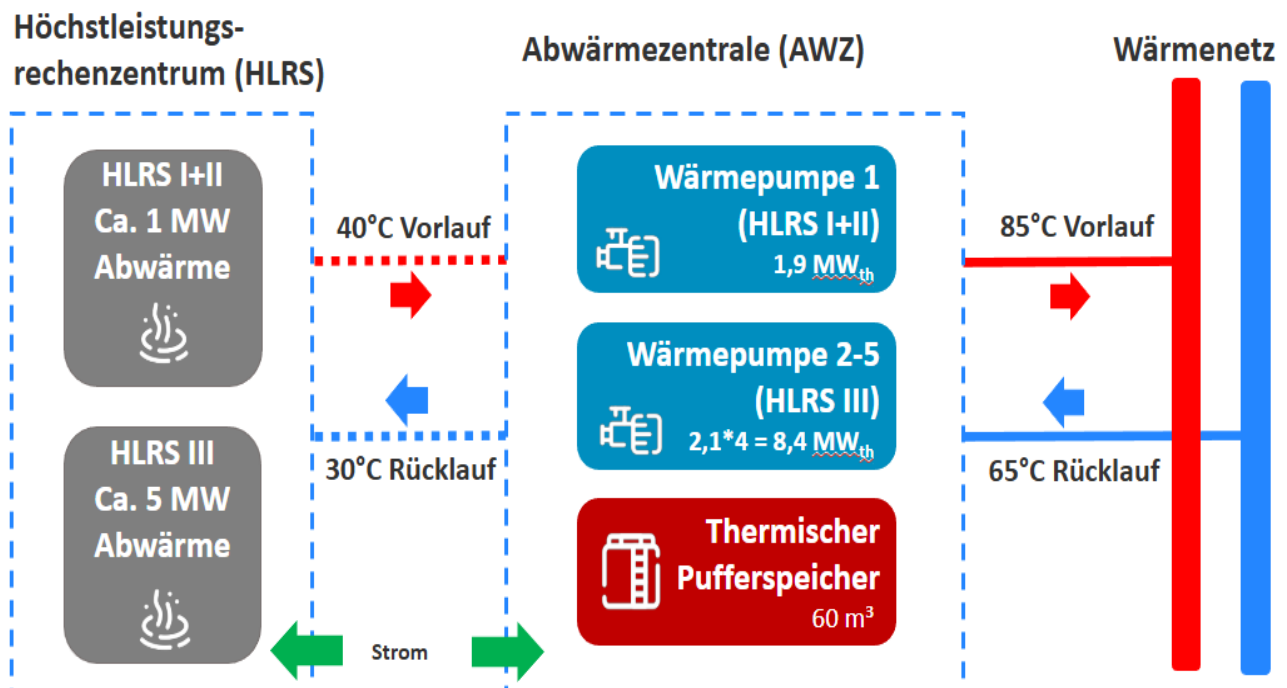 Höchstleistungs-
rechenzentrum (HLRS)
Abwärmezentrale (AWZ)
Wärmenetz
HLRS I+II
Ca. 1 MW
Abwärme
40°C Vorlauf
Wärmepumpe 1
(HLRS I+II)
1,9 MWth
85°C Vorlauf
30°C Rücklauf
Wärmepumpe 2-5
(HLRS III)
2,1*4 = 8,4 MWth
65°C Rücklauf
HLRS III
Ca. 5 MW
Abwärme
Thermischer
Pufferspeicher
60 m³
Strom